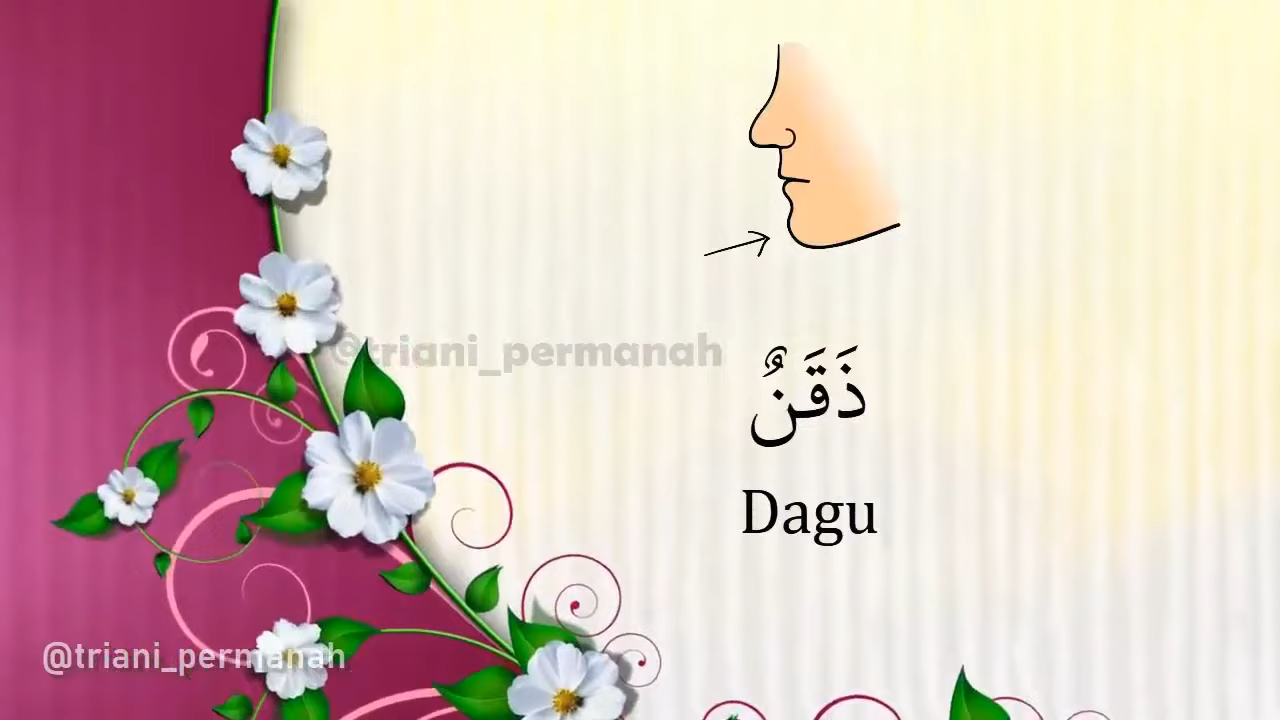 @triani_permanah
ذَقَنٌ
Dagu
@triani_permanah